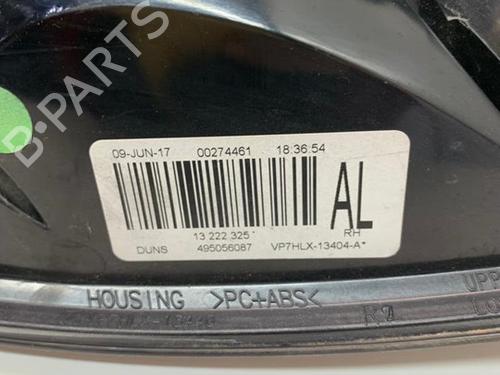 B-PARTS
09-JUN-17 00274461 18:36:54
13 222 325*
AL
RH
DUNS 495056087 VP7HLX-13404-A*
HOUSING >PC+ABS<